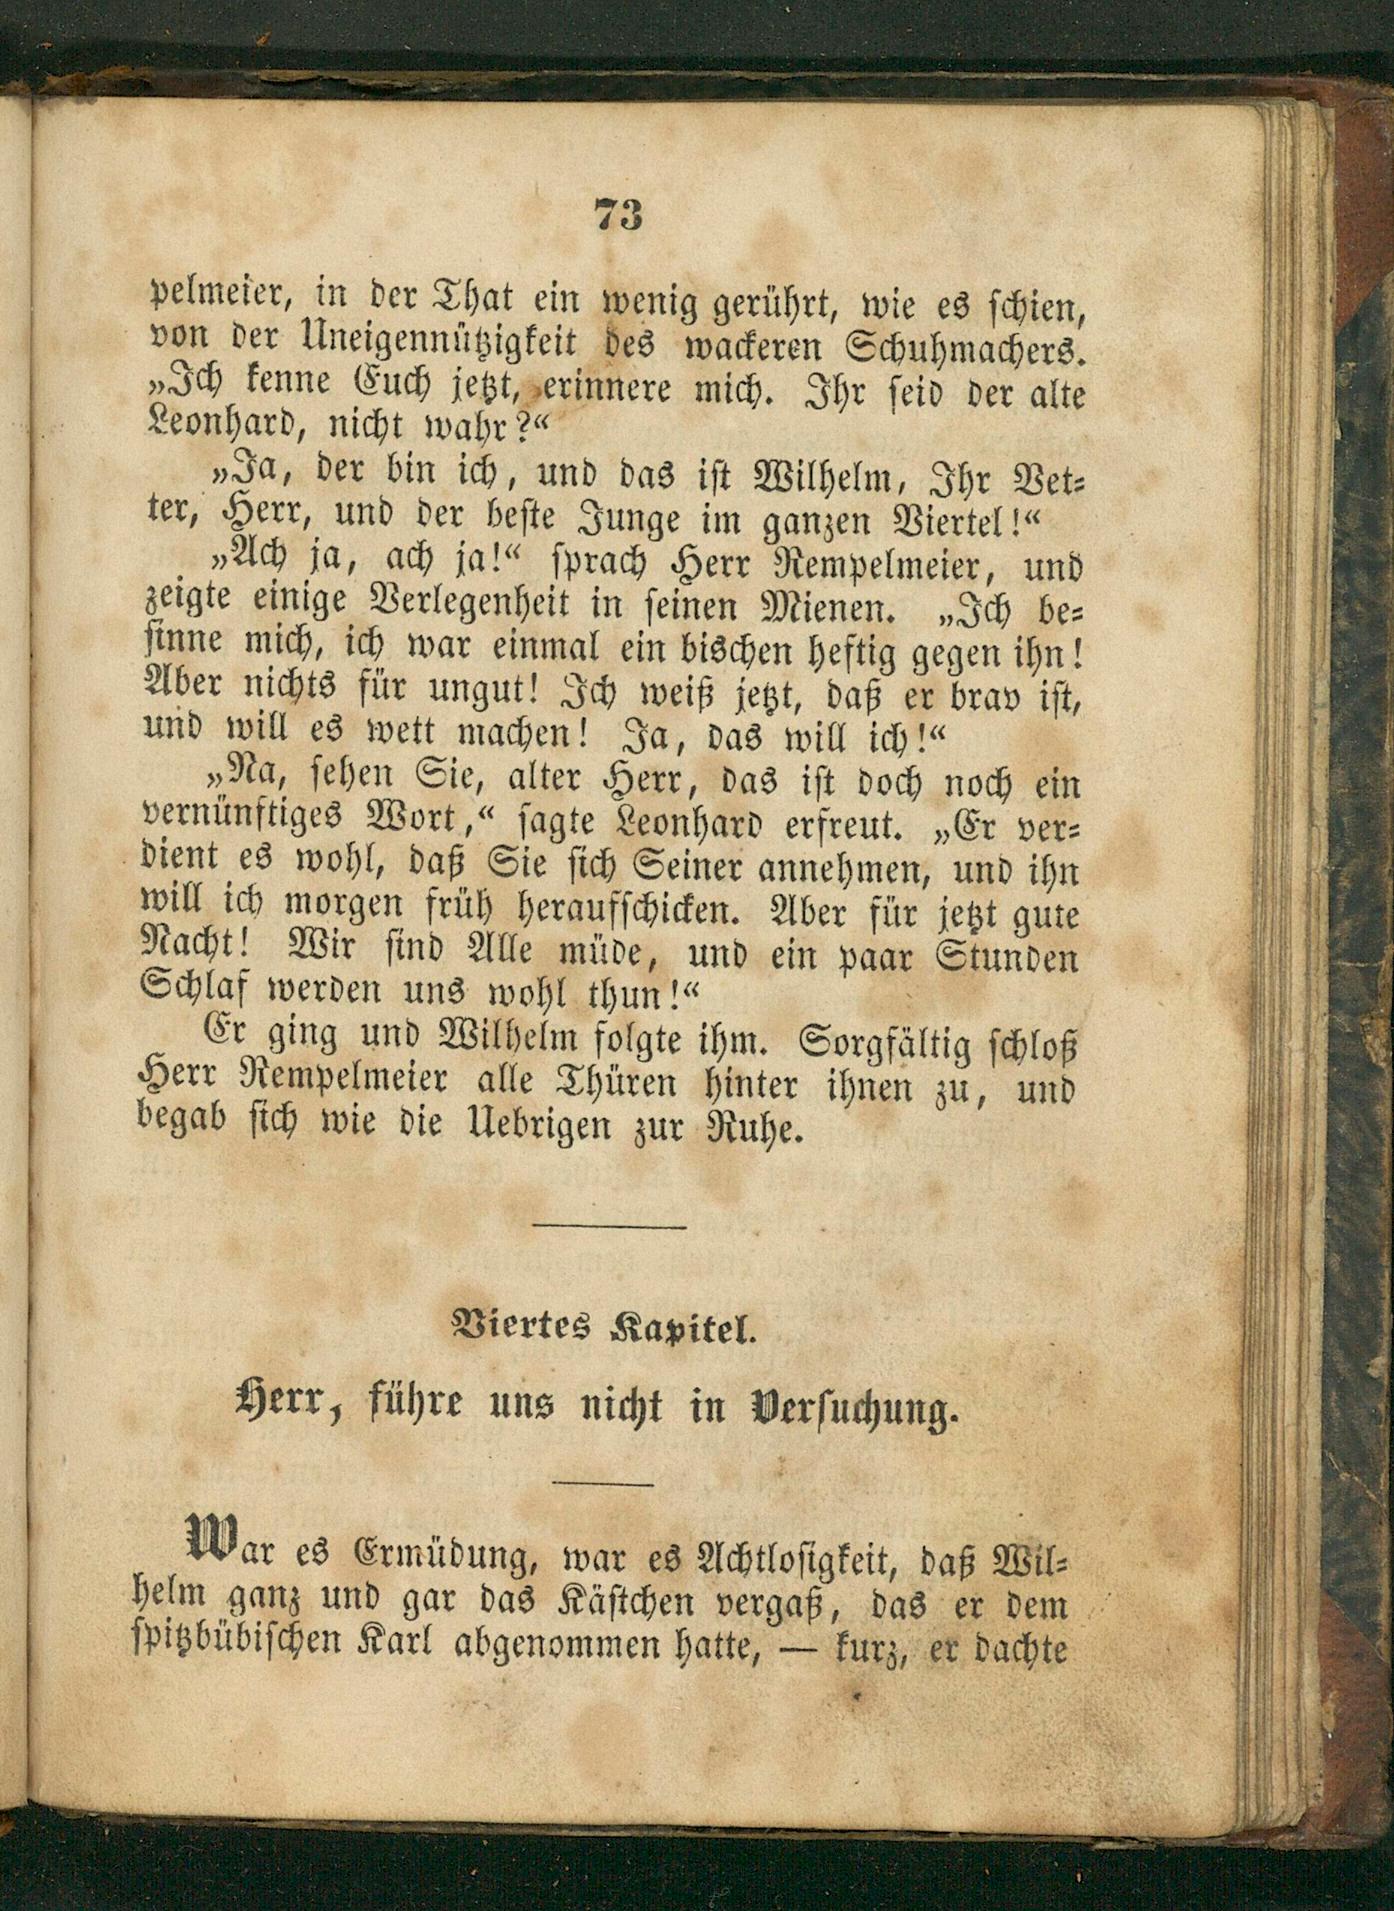 73
pelmeier, in der That ein wenig gerührt, wie es schien,
von der Uneigennützigkeit des wackeren Schuhmachers.
„Ich kenne Euch jetzt, erinnere mich. Ihr seid der alte
Leonhard, nicht wahr?“
„Ja, der bin ich, und das ist Wilhelm, Ihr Vet-
ter, Herr, und der beste Junge im ganzen Viertel!“
„Ach ja, ach ja!“ sprach Herr Rempelmeier, und
zeigte einige Verlegenheit in seinen Mienen. „Ich be-
sinne mich, ich war einmal ein bischen heftig gegen ihn!
Aber nichts für ungut! Ich weiß jetzt, daß er brav ist,
und will es wett machen! Ja, das will ich!“
„Na, sehen Sie, alter Herr, das ist doch noch ein
vernünftiges Wort,“ sagte Leonhard erfreut. „Er ver-
dient es wohl, daß Sie sich Seiner annehmen, und ihn
will ich morgen früh heraufschicken. Aber für jetzt gute
Nacht! Wir sind Alle müde, und ein paar Stunden
Schlaf werden uns wohl thun!“
Er ging und Wilhelm folgte ihm. Sorgfältig schloß
Herr Rempelmeier alle Thüren hinter ihnen zu, und
begab sich wie die Uebrigen zur Ruhe.
Viertes Kapitel.
Herr, führe uns nicht in Versuchung.
War es Ermüdung, war es Achtlosigkeit, daß Wil-
helm ganz und gar das Kästchen vergaß, das er dem
spitzbübischen Karl abgenommen hatte, — kurz, er dachte